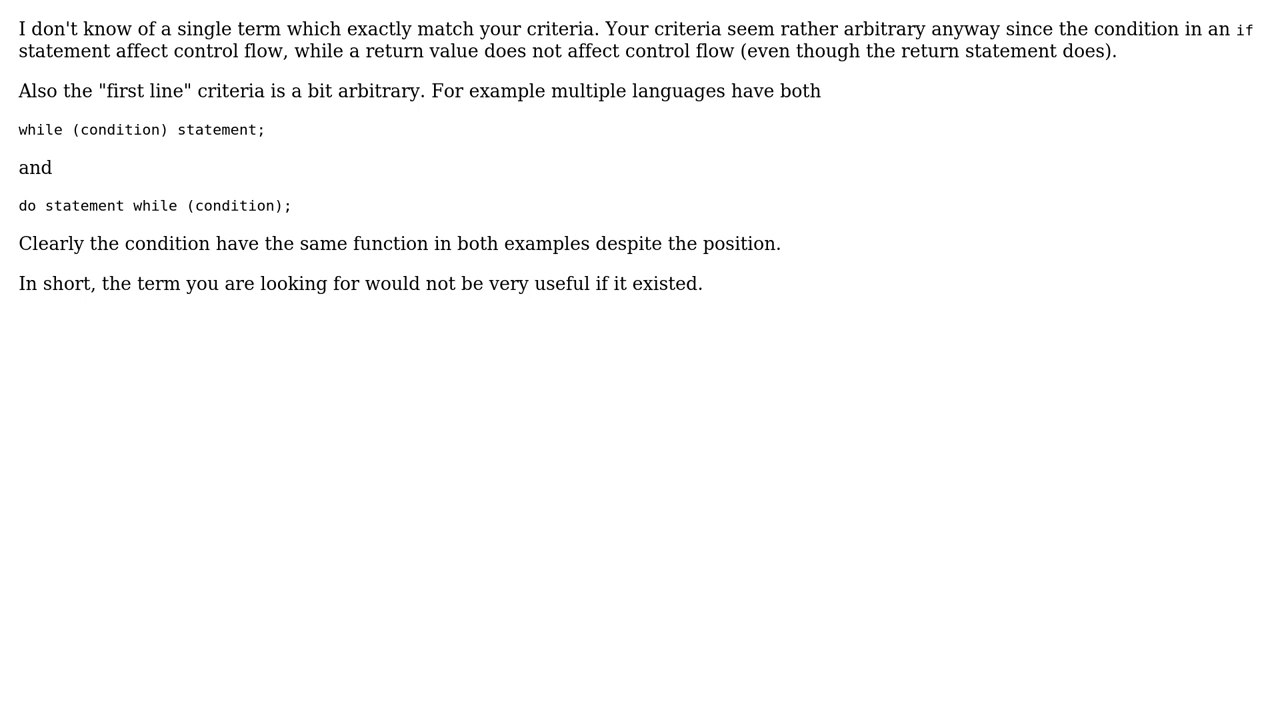 I don't know of a single term which exactly match your criteria. Your criteria seem rather arbitrary anyway since the condition in an if
statement affect control flow, while a return value does not affect control flow (even though the return statement does).
Also the "first line" criteria is a bit arbitrary. For example multiple languages have both
while (condition) statement;
and
do statement while (condition);
Clearly the condition have the same function in both examples despite the position.
In short, the term you are looking for would not be very useful if it existed.